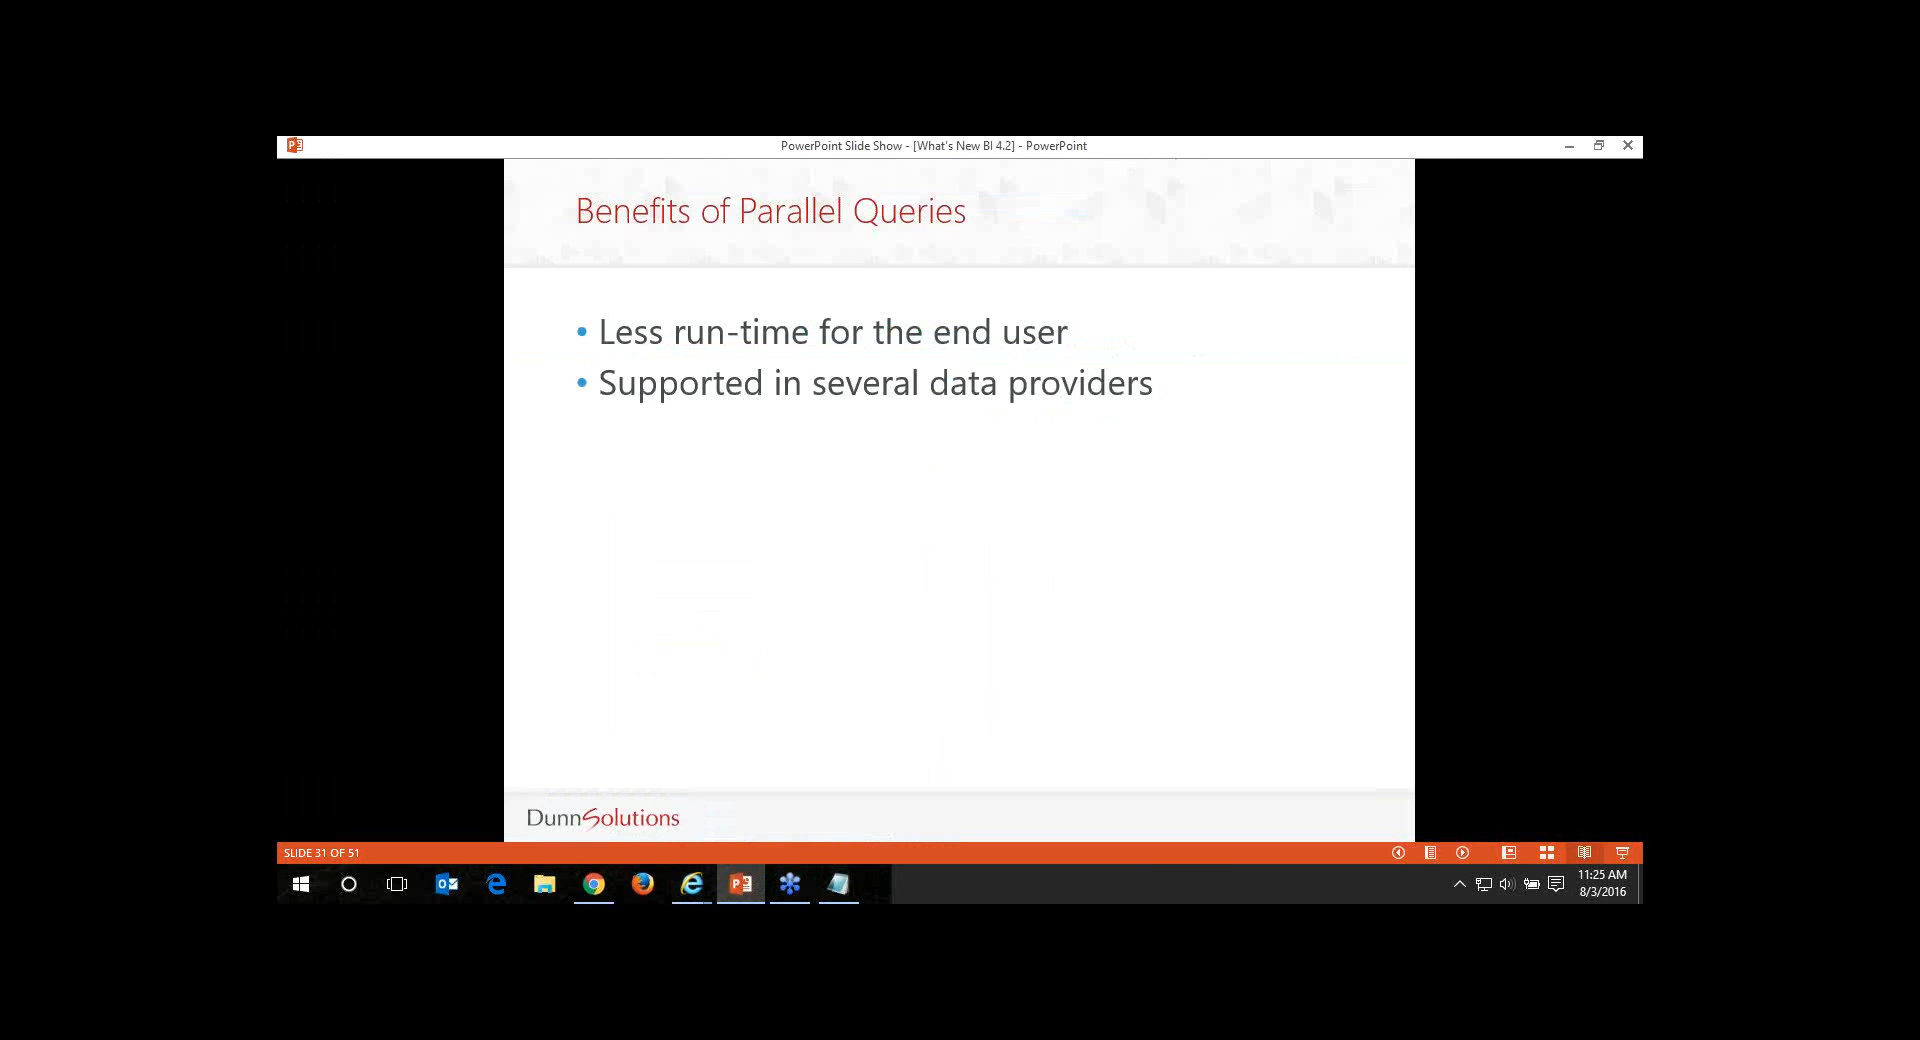 PowerPoint Slide Show - [What's New BI 4.2] - PowerPoint
Benefits of Parallel Queries
• Less run-time for the end user
• Supported in several data providers
DunnSolutions
SLIDE 31 OF 51
11:25 AM
8/3/2016